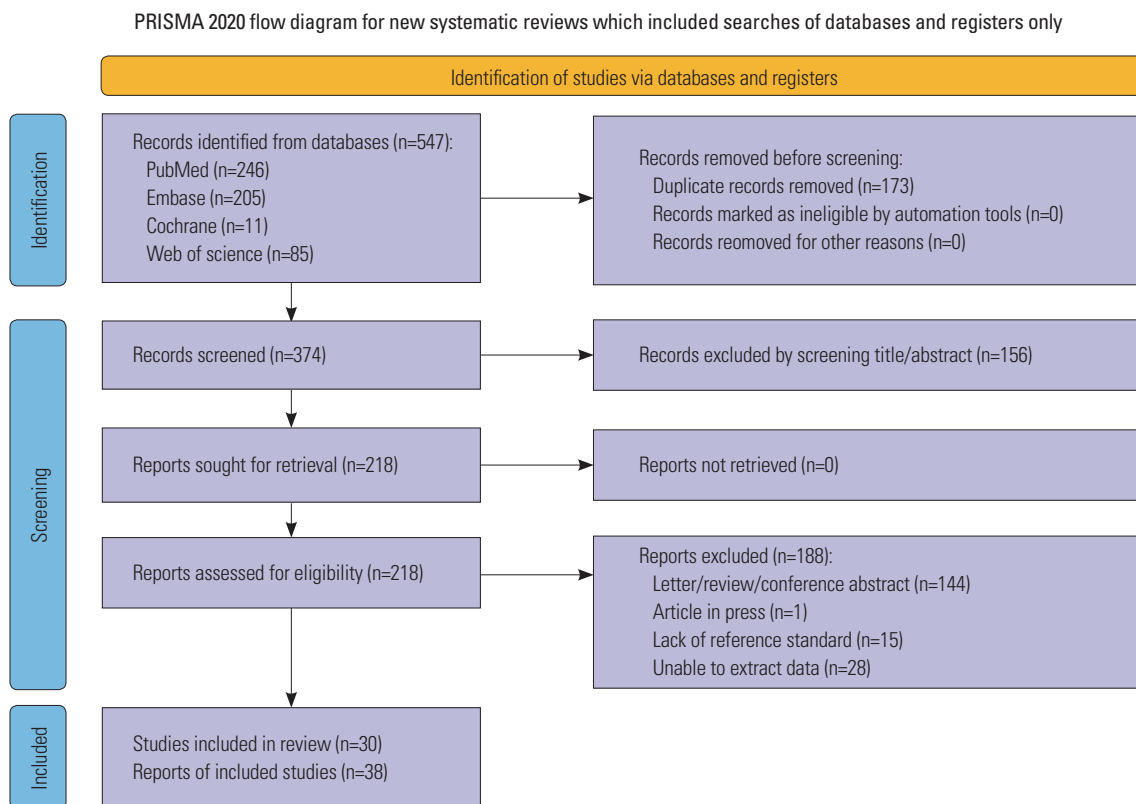 PRISMA 2020 flow diagram for new systematic reviews which included searches of databases and registers only
Identification of studies via databases and registers
Identification
Records identified from databases (n=547):
PubMed (n=246)
Embase (n=205)
Cochrane (n=11)
Web of science (n=85)
Records removed before screening:
Duplicate records removed (n=173)
Records marked as ineligible by automation tools (n=0)
Records reomoved for other reasons (n=0)
Screening
Records screened (n=374)
Records excluded by screening title/abstract (n=156)
Reports sought for retrieval (n=218)
Reports not retrieved (n=0)
Reports assessed for eligibility (n=218)
Reports excluded (n=188):
Letter/review/conference abstract (n=144)
Article in press (n=1)
Lack of reference standard (n=15)
Unable to extract data (n=28)
Included
Studies included in review (n=30)
Reports of included studies (n=38)